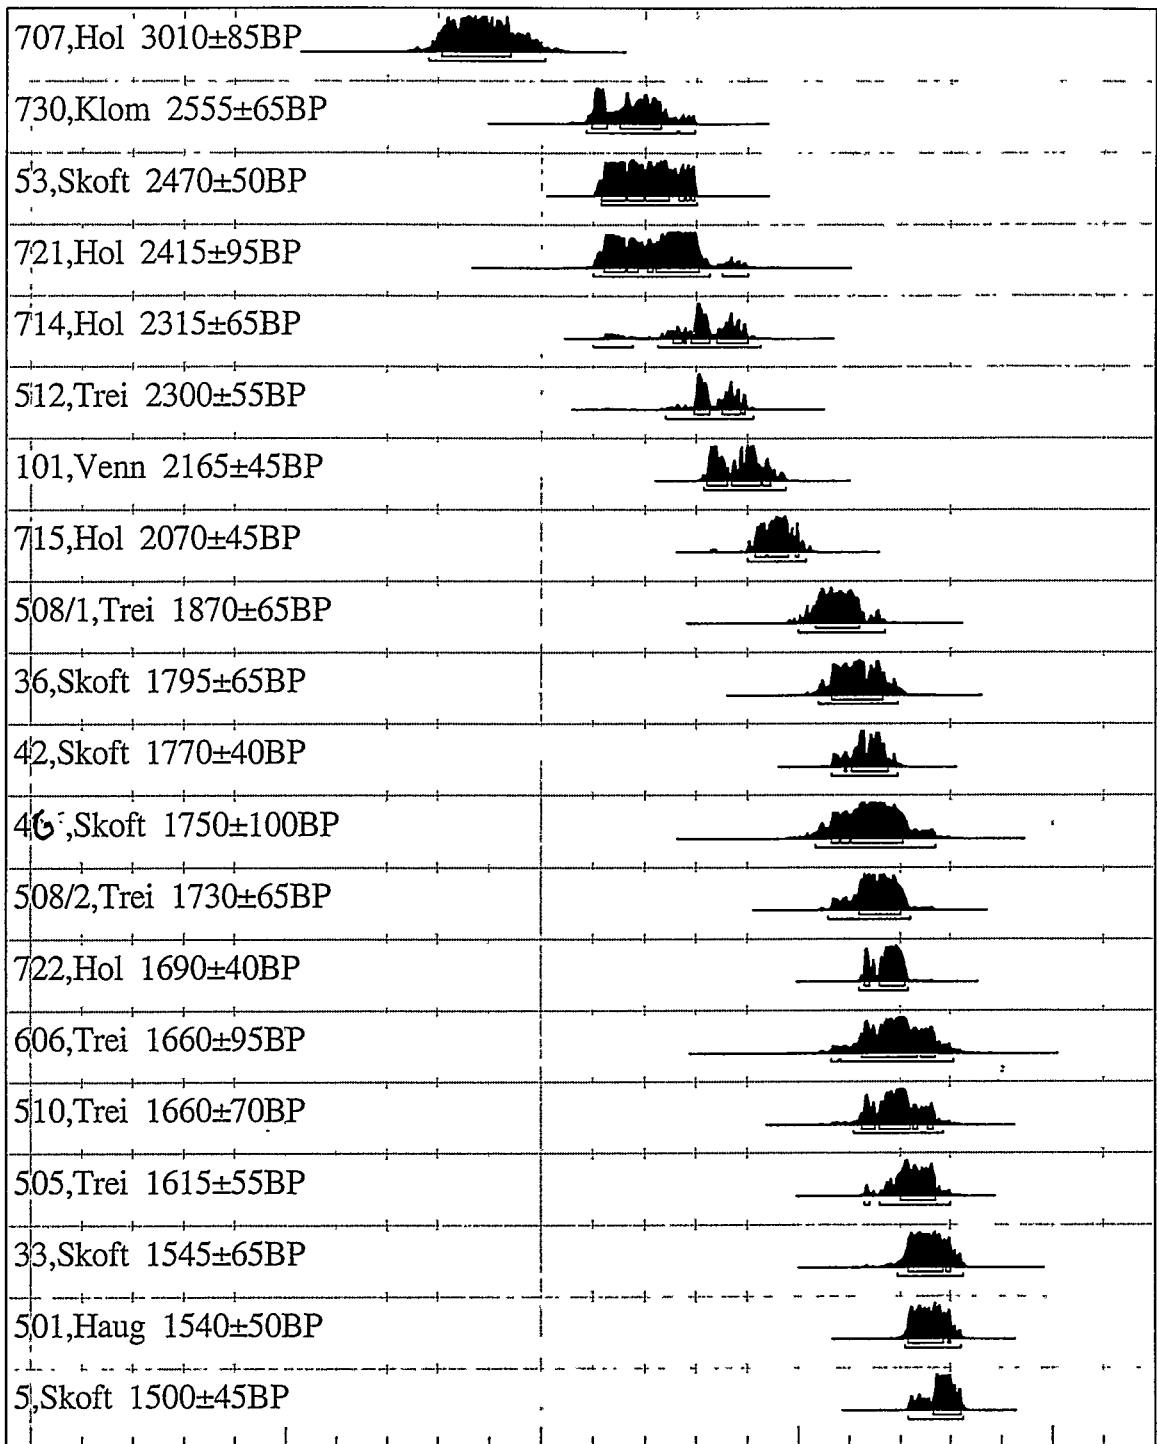 707,Hol 3010±85BP
730,Klom 2555±65BP
53,Skoft 2470±50BP
721,Hol 2415±95BP
714,Hol 2315±65BP
512,Trei 2300±55BP
101,Venn 2165±45BP
715,Hol 2070±45BP
508/1,Trei 1870±65BP
36,Skoft 1795±65BP
42,Skoft 1770±40BP
46,Skoft 1750±100BP
508/2,Trei 1730±65BP
722,Hol 1690±40BP
606,Trei 1660±95BP
510,Trei 1660±70BP
505,Trei 1615±55BP
33,Skoft 1545±65BP
501,Haug 1540±50BP
5,Skoft 1500±45BP